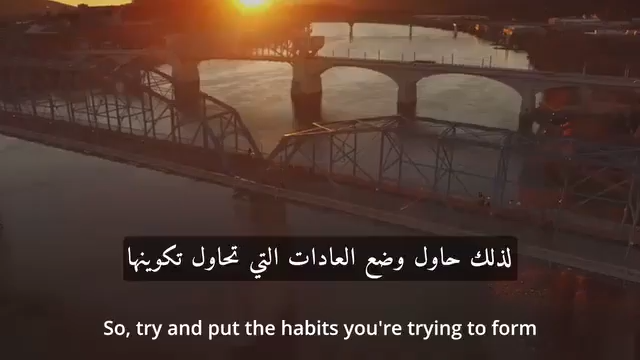 لذلك حاول وضع العادات التي تحاول تكوينها
So, try and put the habits you're trying to form